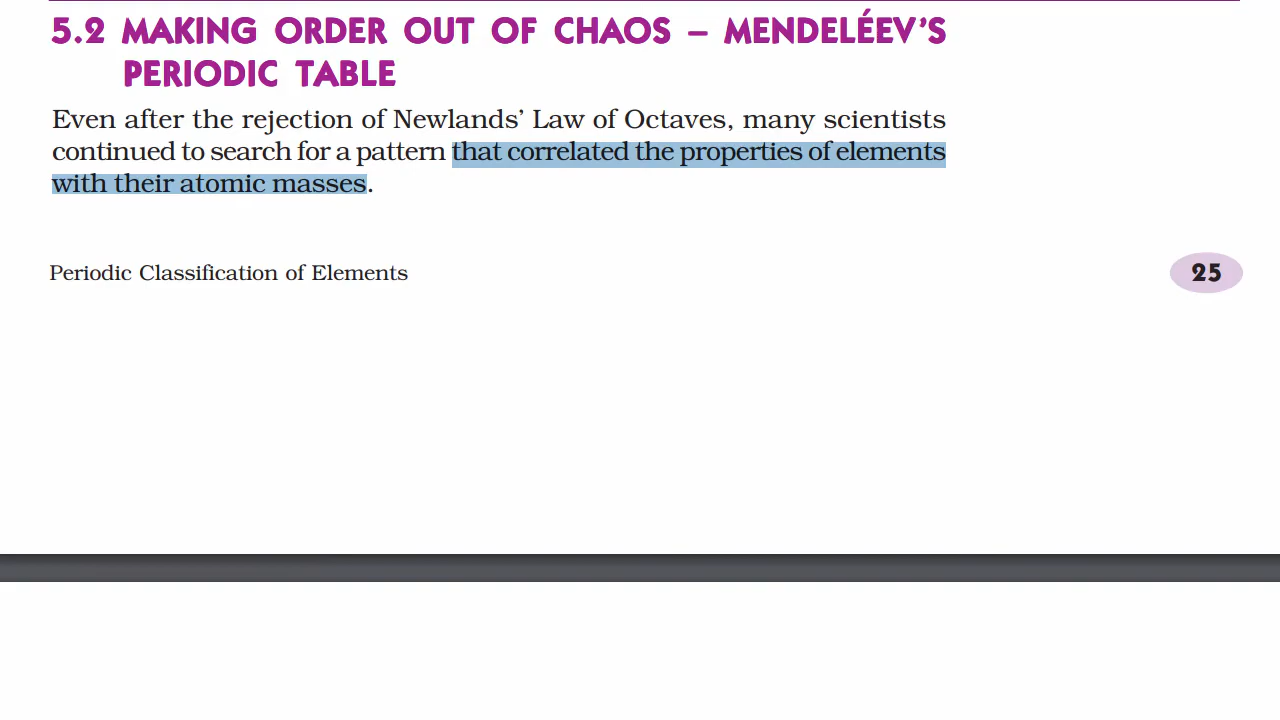 5.2 MAKING ORDER OUT OF CHAOS – MENDELÉEV’S
PERIODIC TABLE
Even after the rejection of Newlands’ Law of Octaves, many scientists
continued to search for a pattern that correlated the properties of elements
with their atomic masses.
Periodic Classification of Elements
25